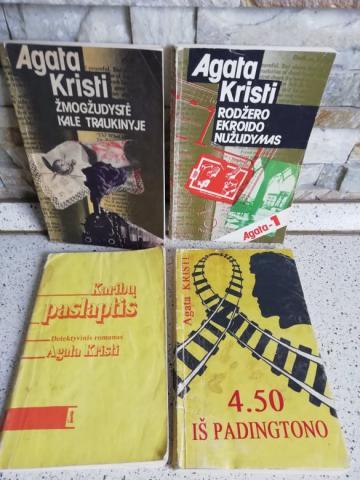 Agata
Kristi
ŽMOGŽUDYSTĖ
KALE TRAUKINYJE
Agata
Kristi
RODŽERO
EKROIDO
NUŽUDYMAS
Agata-1
Karibų
paslaptis
Detektyvinis romanas
Agata Kristi
1
Agata KRISTI
4.50
IŠ PADINGTONO